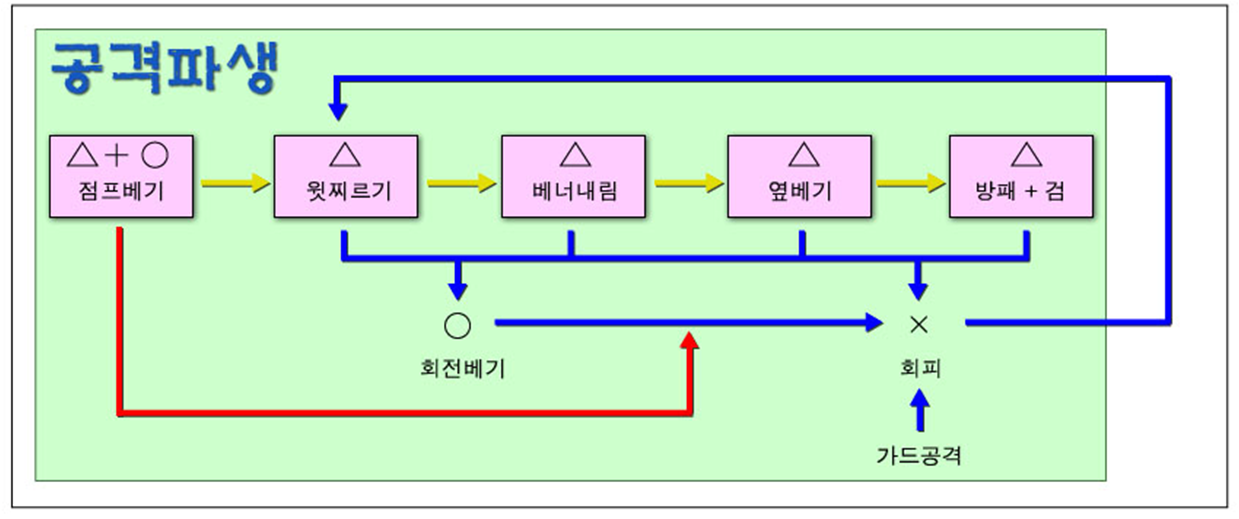 공격파생
△+○
점프베기
△
윗찌르기
△
베너내림
△
옆베기
△
방패 + 검
○
회전베기
×
회피
가드공격